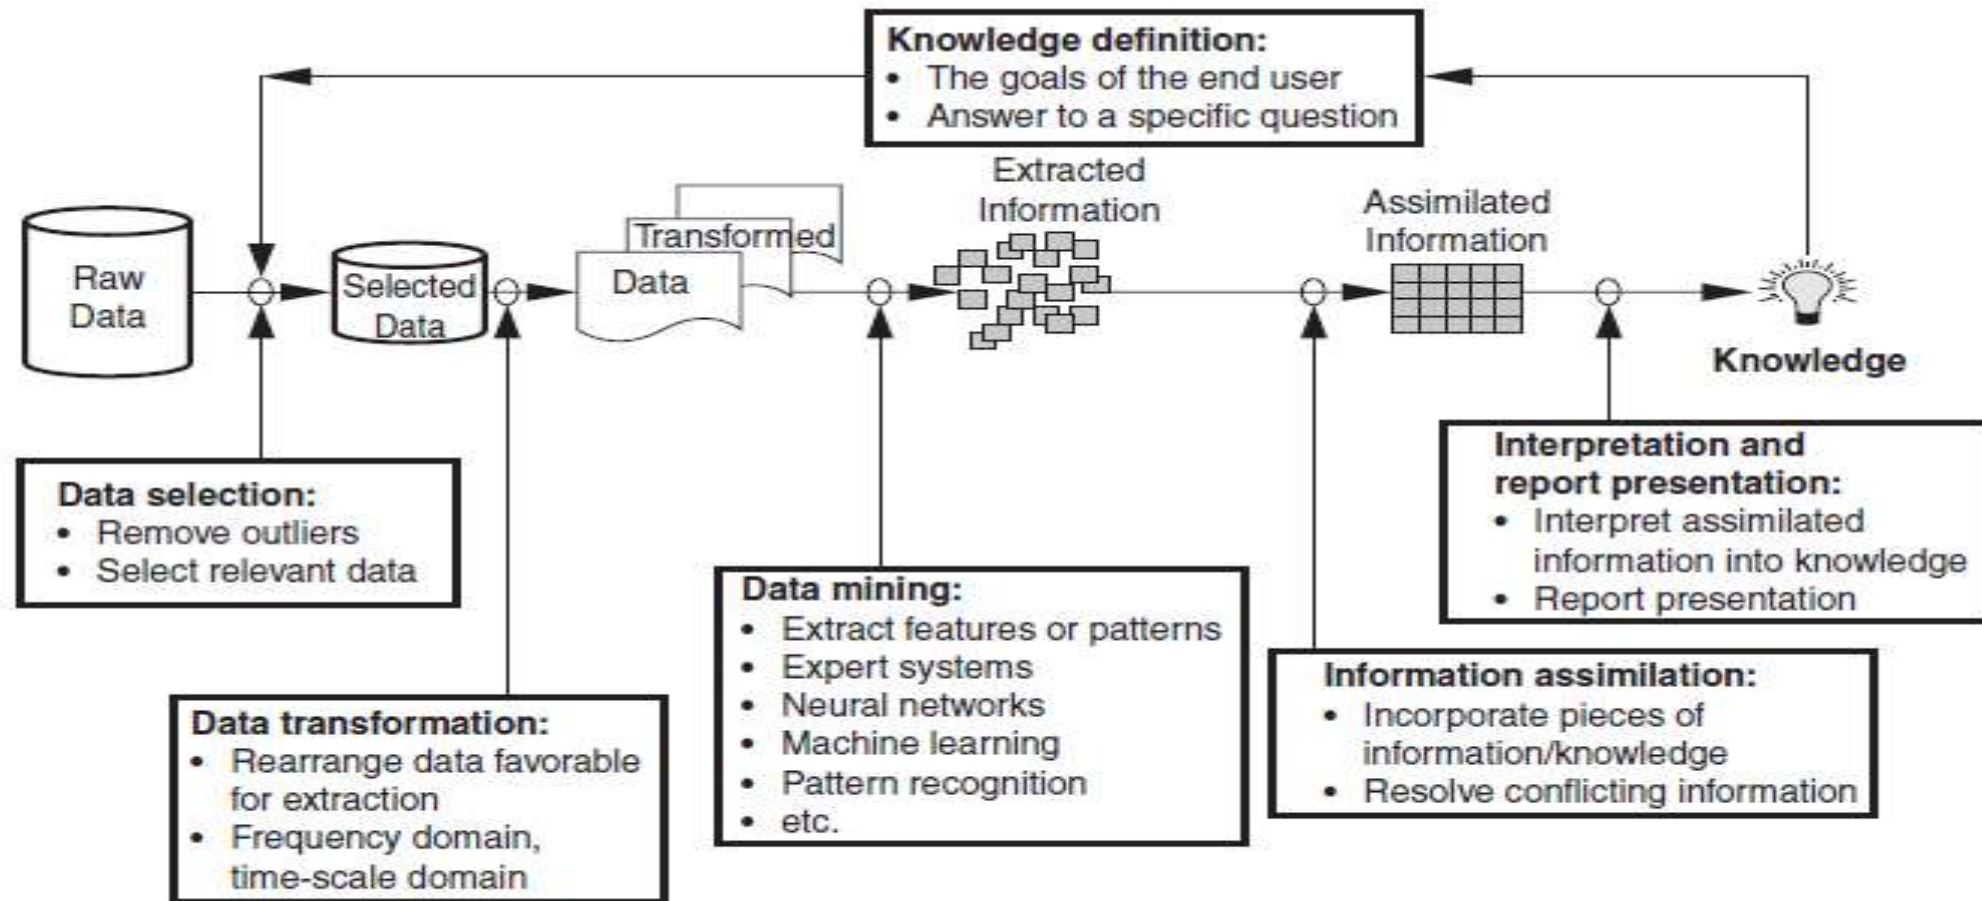 Knowledge definition:
• The goals of the end user
• Answer to a specific question
Raw
Data
Selected
Data
Transformed
Data
Extracted
Information
Assimilated
Information
Knowledge
Data selection:
• Remove outliers
• Select relevant data
Data transformation:
• Rearrange data favorable
for extraction
• Frequency domain,
time-scale domain
Data mining:
• Extract features or patterns
• Expert systems
• Neural networks
• Machine learning
• Pattern recognition
• etc.
Information assimilation:
• Incorporate pieces of
information/knowledge
• Resolve conflicting information
Interpretation and
report presentation:
• Interpret assimilated
information into knowledge
• Report presentation